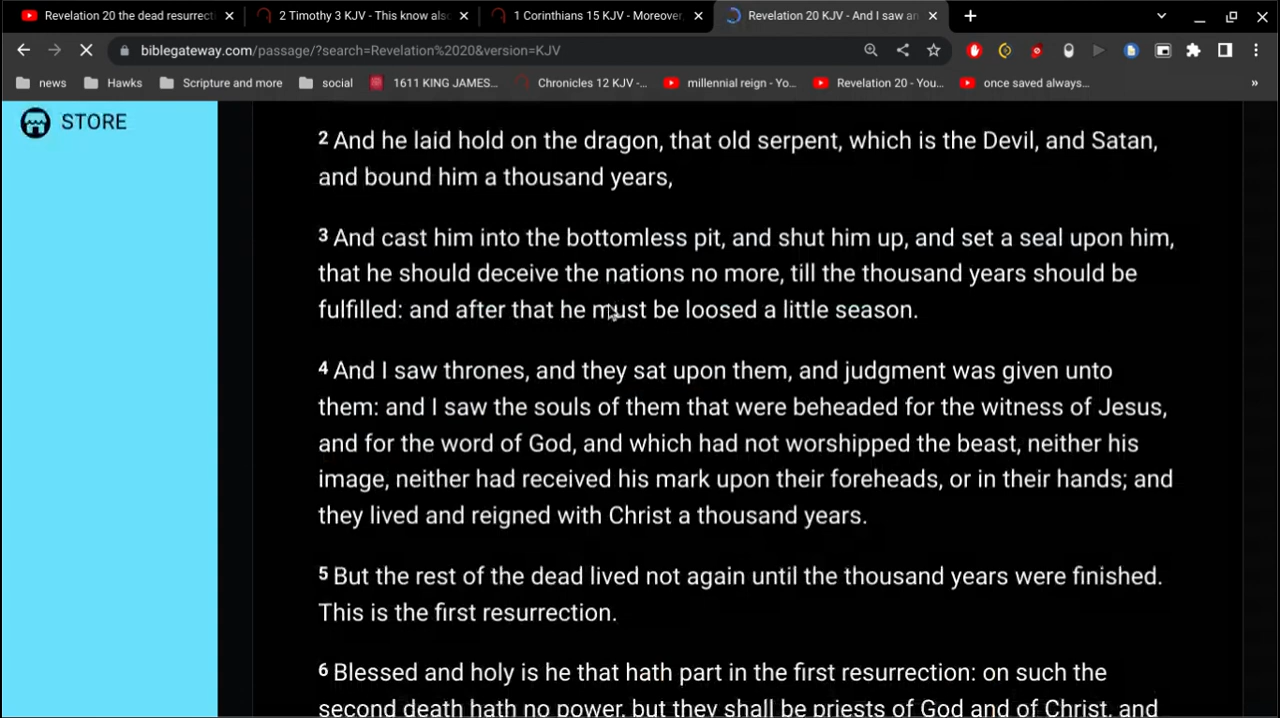 Revelation 20 the dead resurrecti
2 Timothy 3 KJV - This know also
1 Corinthians 15 KJV - Moreover,
Revelation 20 KJV - And I saw an
biblegateway.com/passage/?search=Revelation%2020&version=KJV
news
Hawks
Scripture and more
social
1611 KING JAMES...
Chronicles 12 KJV -...
millennial reign - Yo...
Revelation 20 - You...
once saved always...
»
STORE
2 And he laid hold on the dragon, that old serpent, which is the Devil, and Satan,
and bound him a thousand years,
3 And cast him into the bottomless pit, and shut him up, and set a seal upon him,
that he should deceive the nations no more, till the thousand years should be
fulfilled: and after that he must be loosed a little season.
4 And I saw thrones, and they sat upon them, and judgment was given unto
them: and I saw the souls of them that were beheaded for the witness of Jesus,
and for the word of God, and which had not worshipped the beast, neither his
image, neither had received his mark upon their foreheads, or in their hands; and
they lived and reigned with Christ a thousand years.
5 But the rest of the dead lived not again until the thousand years were finished.
This is the first resurrection.
6 Blessed and holy is he that hath part in the first resurrection: on such the
second death hath no power, but they shall be priests of God and of Christ, and